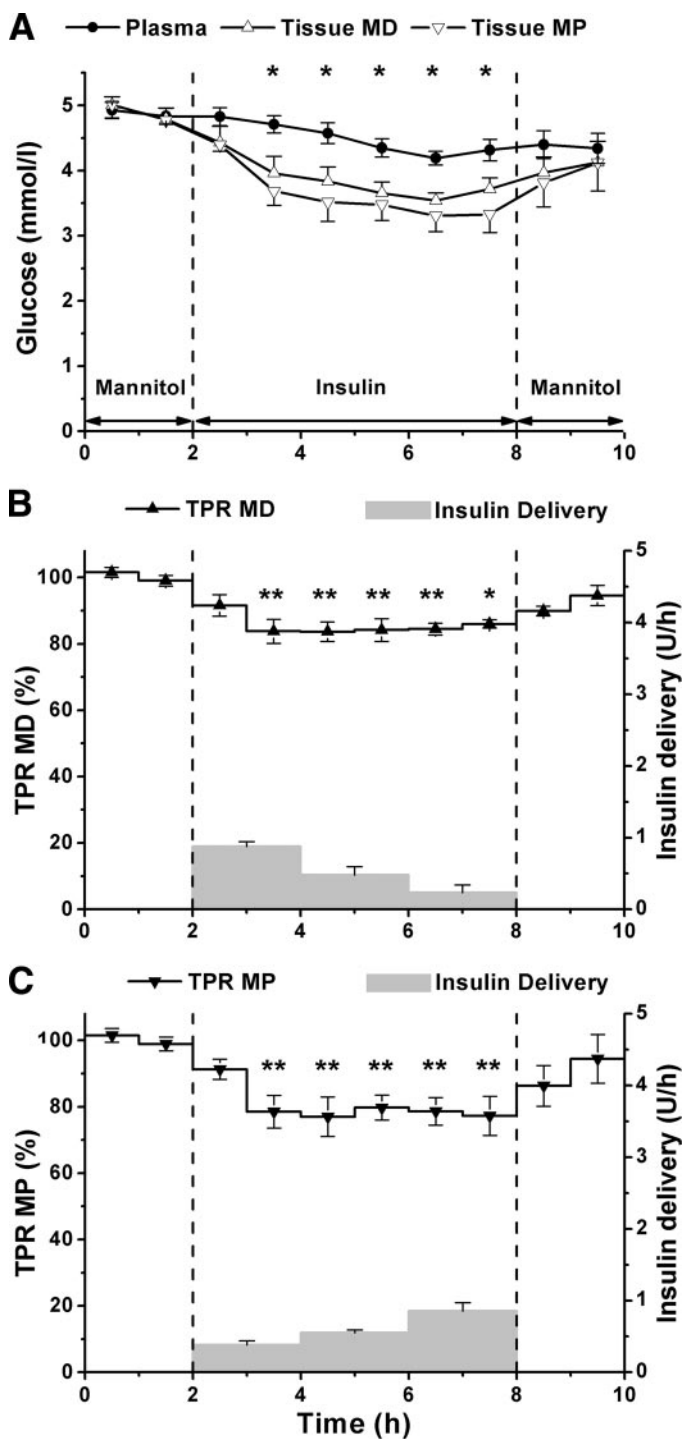 A
Plasma Tissue MD Tissue MP
* * * * *
6
5
4
3
2
1
0
Glucose (mmol/l)
Mannitol Insulin Mannitol
0 2 4 6 8 10
B
TPR MD Insulin Delivery
100
80
60
40
20
0
TPR MD (%)
** ** ** ** *
5
4
3
2
1
0
Insulin delivery (U/h)
0 2 4 6 8 10
C
TPR MP Insulin Delivery
100
80
60
40
20
0
TPR MP (%)
** ** ** ** **
5
4
3
2
1
0
Insulin delivery (U/h)
0 2 4 6 8 10
Time (h)